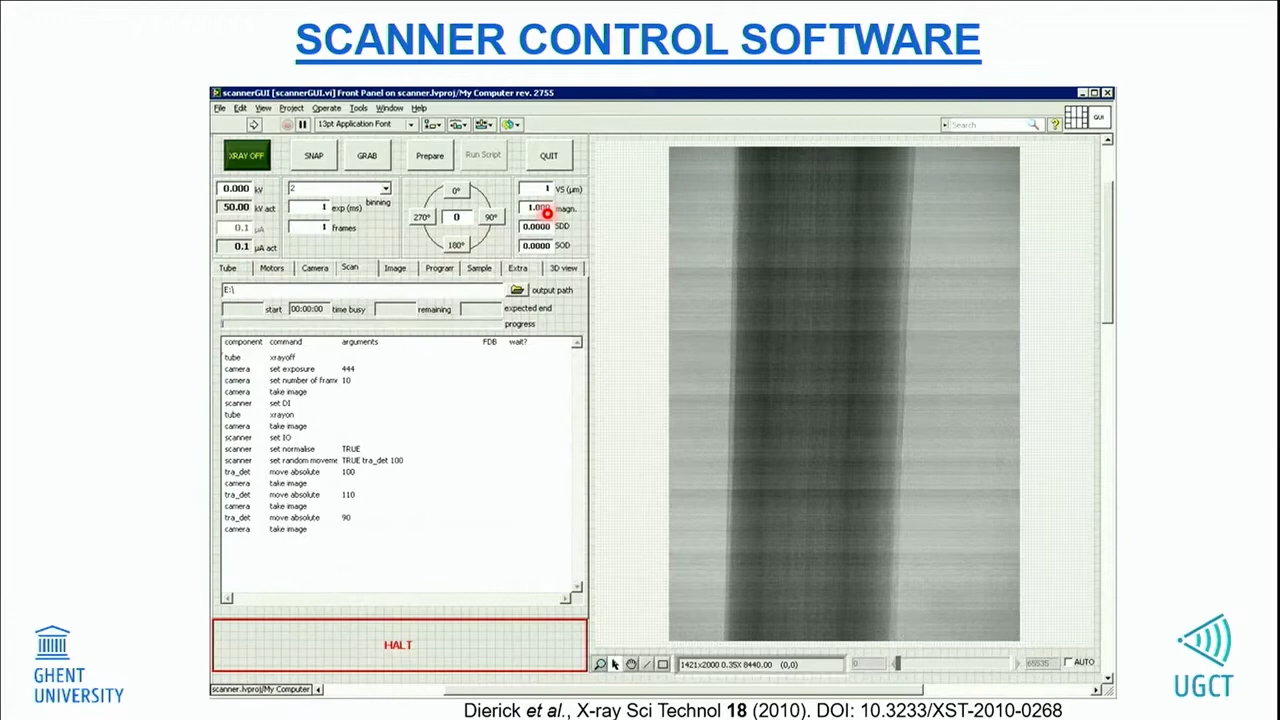 SCANNER CONTROL SOFTWARE
scannerGUI [scannerGUI.vi] Front Panel on scanner.lvproj/My Computer rev. 2755
File Edit View Project Operate Tools Window Help
13pt Application Font
Search
GUI
XRAY OFF SNAP GRAB Prepare Run Script QUIT
0.000 kV
50.00 kV act
0.1 µA
0.1 µA act
2
binning
1 exp (ms)
1 frames
0°
270° 0 90°
180°
1 VS (µm)
magn.
0.0000 SDD
0.0000 SOD
Tube Motors Camera Scan Image Program Sample Extra 3D view
E:\ output path
start 00:00:00 time busy remaining expected end
progress
component command arguments FDB wait?
tube xrayoff
camera set exposure 444
camera set number of frame 10
camera take image
scanner set DI
tube xrayon
camera take image
scanner set IO
scanner set normalise TRUE
scanner set random moveme TRUE tra_det 100
tra_det move absolute 100
camera take image
tra_det move absolute 110
camera take image
tra_det move absolute 90
camera take image
HALT
1421x2000 0.35X 8440.00 (0,0)
0 65535 AUTO
scanner.lvproj/My Computer
GHENT
UNIVERSITY
UGCT
Dierick et al., X-ray Sci Technol 18 (2010). DOI: 10.3233/XST-2010-0268